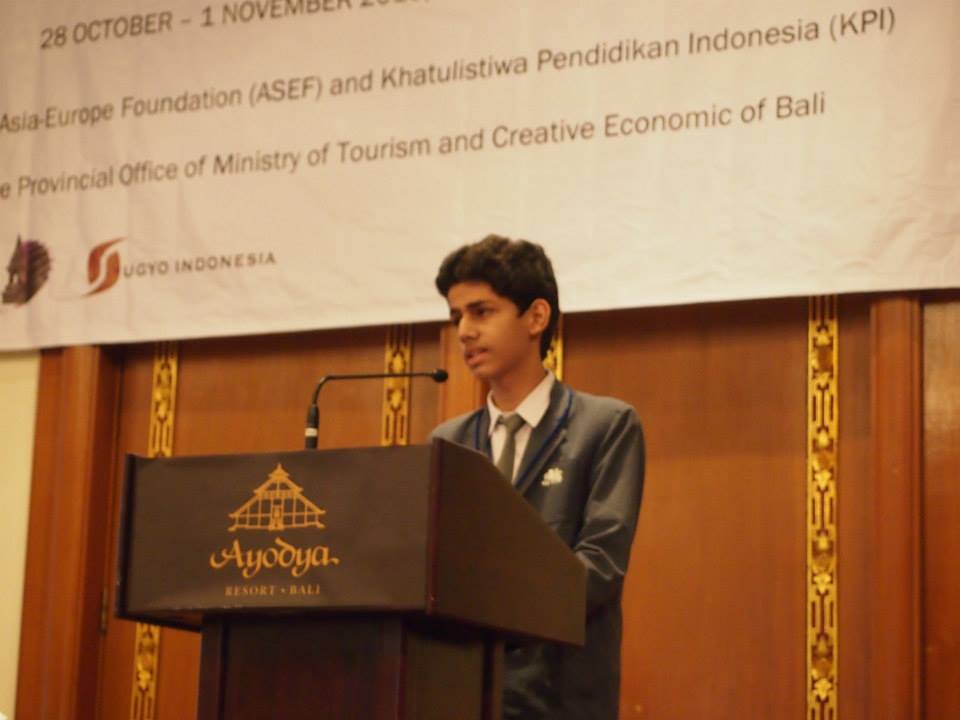 28 OCTOBER – 1 NOVEMBER
Asia-Europe Foundation (ASEF) and Khatulistiwa Pendidikan Indonesia (KPI)
Provincial Office of Ministry of Tourism and Creative Economic of Bali
UGYO INDONESIA
Ayodya
RESORT • BALI